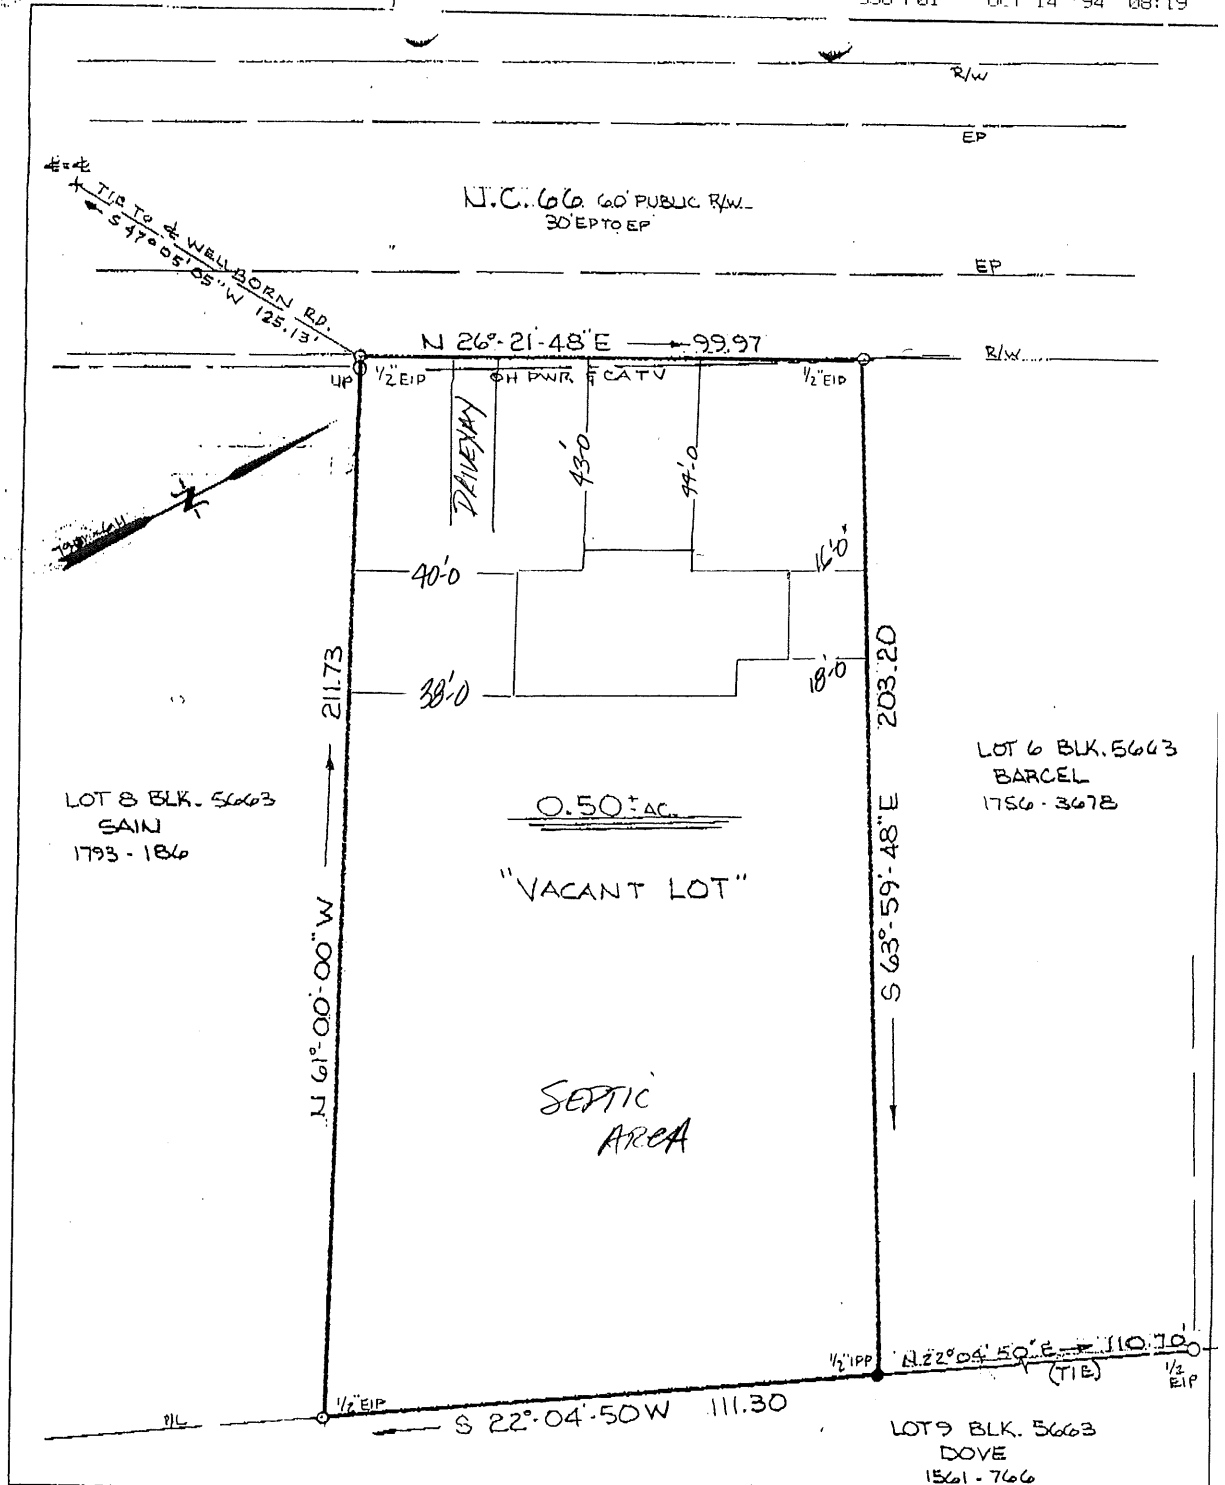 OCT 14 '94 08:19
R/W
EP
N.C. 66 60' PUBLIC R/W
30' EP TO EP
TIE TO ℄ WELLBORN RD.
S 47° 05' 05" W 125.13'
EP
N 26°-21'-48" E 99.97
R/W
UP
1/2" EIP
OH PWR & CATV
1/2" EIP
DRIVEWAY
43'-0
44'-0
N
40'-0
16'-0"
38'-0
18'-0
211.73
203.20
LOT 6 BLK. 5663
BARCEL
1756 - 3678
LOT 8 BLK. 5663
SAIN
1793 - 186
0.50± AC.
"VACANT LOT"
N 61°-00'-00" W
S 63°-59'-48" E
SEPTIC
AREA
1/2" IPP
N 22° 04' 50" E 110.70'
(TIE)
1/2
EIP
1/2" EIP
P/L
S 22°-04'-50 W 111.30
LOT 9 BLK. 5663
DOVE
1561 - 766